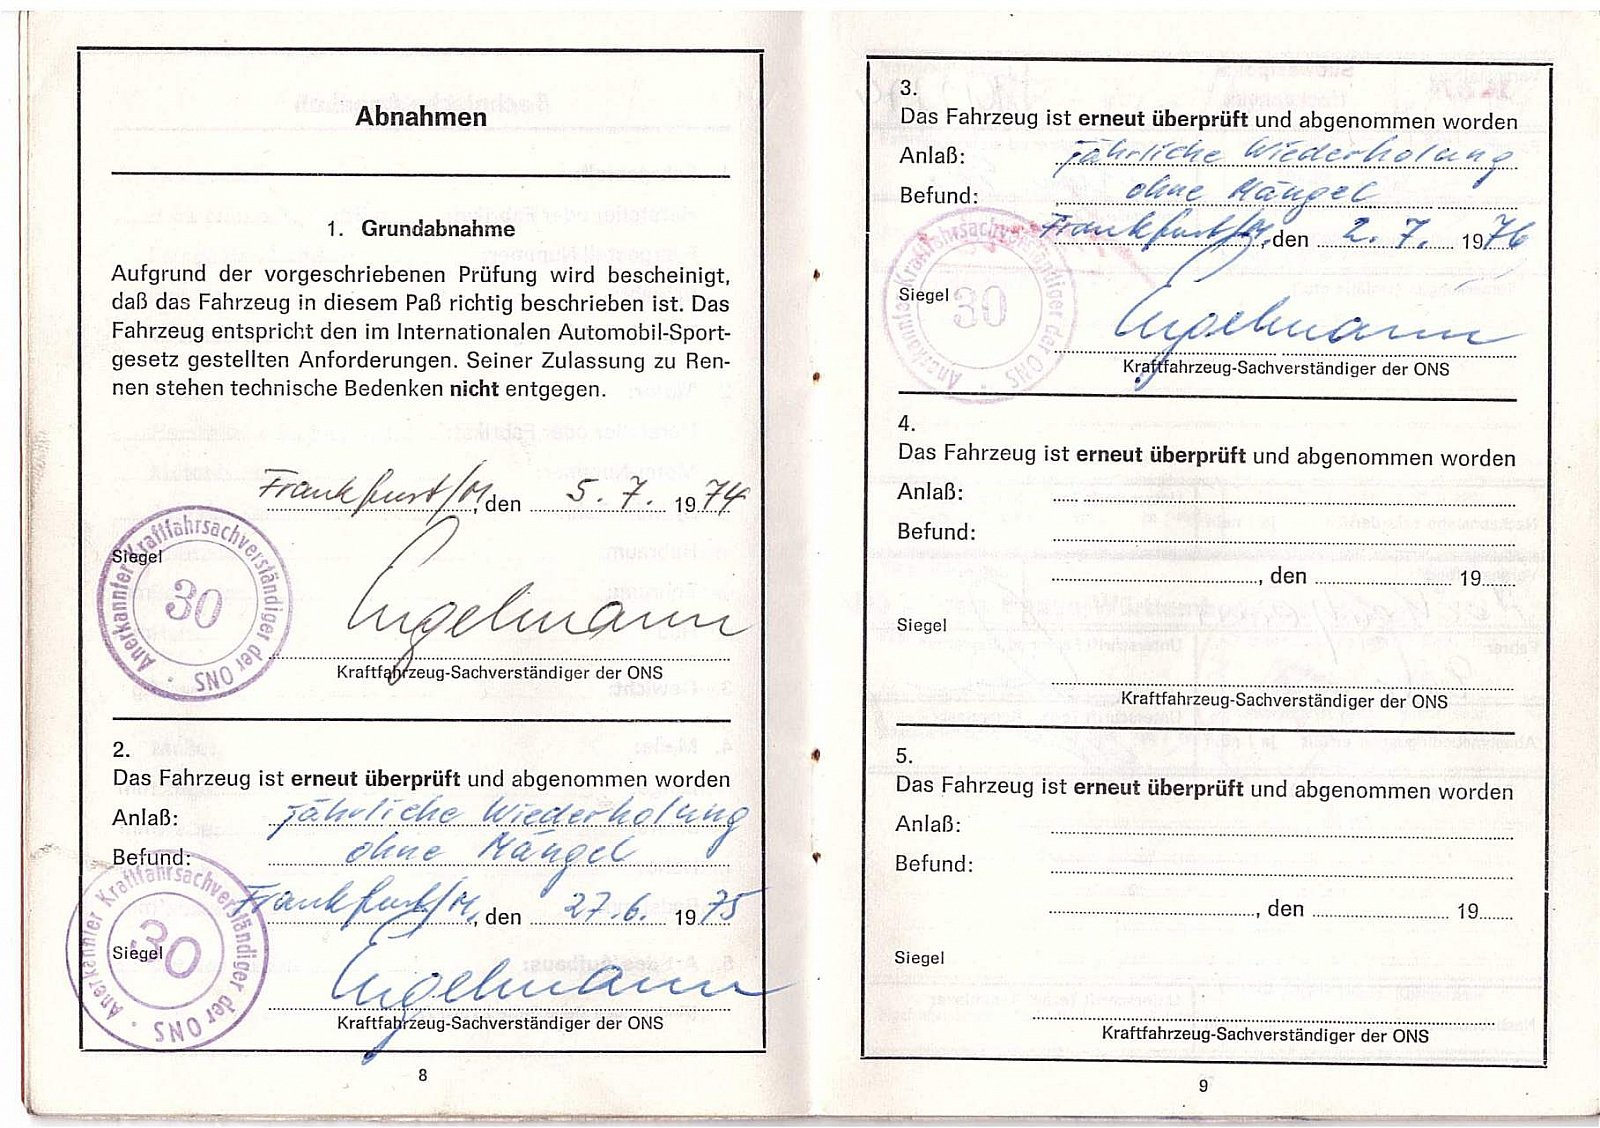 Abnahmen
1. Grundabnahme
Aufgrund der vorgeschriebenen Prüfung wird bescheinigt,
daß das Fahrzeug in diesem Paß richtig beschrieben ist. Das
Fahrzeug entspricht den im Internationalen Automobil-Sport-
gesetz gestellten Anforderungen. Seiner Zulassung zu Ren-
nen stehen technische Bedenken nicht entgegen.
Frankfurt/M, den 5. 7. 1974
Siegel
Anerkannter Kraftfahrsachverständiger der ONS
30
Engelmann
Kraftfahrzeug-Sachverständiger der ONS
2.
Das Fahrzeug ist erneut überprüft und abgenommen worden
Anlaß: jährliche Wiederholung
Befund: ohne Mängel
Frankfurt/M., den 27.6. 1975
Siegel
Anerkannter Kraftfahrsachverständiger der ONS
30
Engelmann
Kraftfahrzeug-Sachverständiger der ONS
8
3.
Das Fahrzeug ist erneut überprüft und abgenommen worden
Anlaß: jährliche Wiederholung
Befund: ohne Mängel
Frankfurt/M., den 2. 7. 1976
Siegel
Anerkannter Kraftfahrsachverständiger der ONS
30
Engelmann
Kraftfahrzeug-Sachverständiger der ONS
4.
Das Fahrzeug ist erneut überprüft und abgenommen worden
Anlaß:
Befund:
, den 19
Siegel
Kraftfahrzeug-Sachverständiger der ONS
5.
Das Fahrzeug ist erneut überprüft und abgenommen worden
Anlaß:
Befund:
, den 19
Siegel
Kraftfahrzeug-Sachverständiger der ONS
9